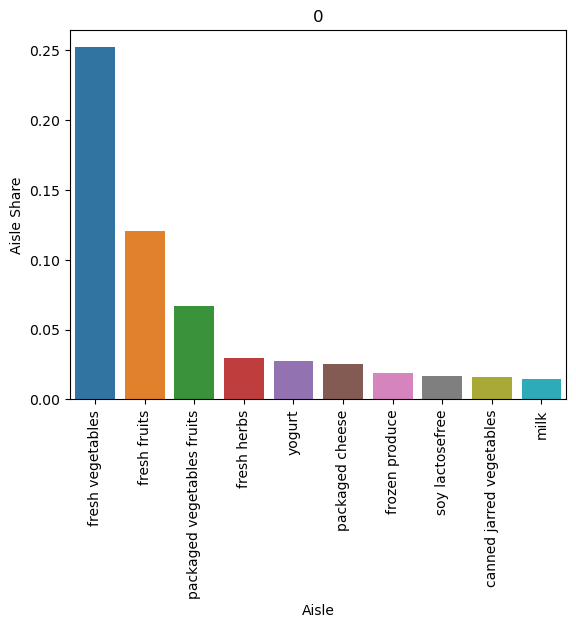 0
0.25
0.20
0.15
0.10
0.05
0.00
Aisle Share
fresh vegetables
fresh fruits
packaged vegetables fruits
fresh herbs
yogurt
packaged cheese
frozen produce
soy lactosefree
canned jarred vegetables
milk
Aisle